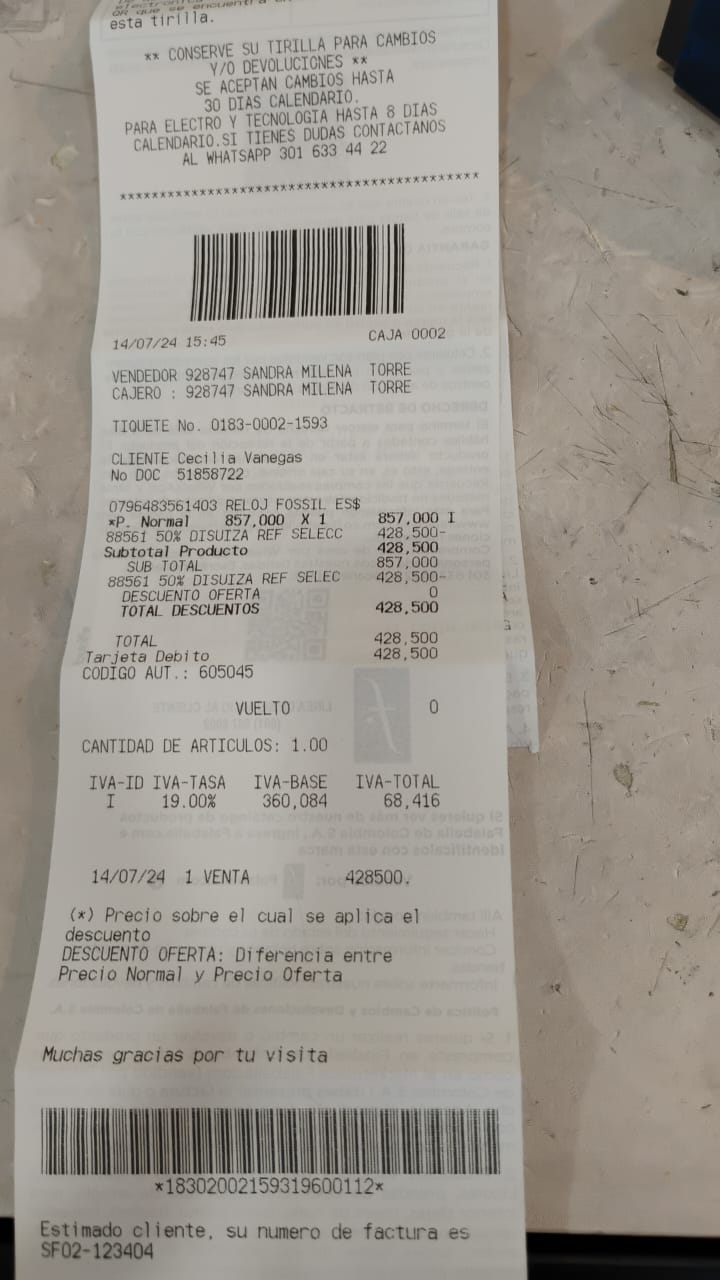 esta tirilla.
** CONSERVE SU TIRILLA PARA CAMBIOS
Y/O DEVOLUCIONES **
SE ACEPTAN CAMBIOS HASTA
30 DIAS CALENDARIO.
PARA ELECTRO Y TECNOLOGIA HASTA 8 DIAS
CALENDARIO.SI TIENES DUDAS CONTACTANOS
AL WHATSAPP 301 633 44 22
********************************************
14/07/24 15:45 CAJA 0002
VENDEDOR 928747 SANDRA MILENA TORRE
CAJERO : 928747 SANDRA MILENA TORRE
TIQUETE No. 0183-0002-1593
CLIENTE Cecilia Vanegas
No DOC 51858722
0796483561403 RELOJ FOSSIL ES$
*P. Normal 857,000 X 1 857,000 I
88561 50% DISUIZA REF SELECC 428,500-
Subtotal Producto 428,500
SUB TOTAL 857,000
88561 50% DISUIZA REF SELEC 428,500-
DESCUENTO OFERTA 0
TOTAL DESCUENTOS 428,500
TOTAL 428,500
Tarjeta Debito 428,500
CODIGO AUT.: 605045
VUELTO 0
CANTIDAD DE ARTICULOS: 1.00
IVA-ID IVA-TASA IVA-BASE IVA-TOTAL
I 19.00% 360,084 68,416
14/07/24 1 VENTA 428500.
(*) Precio sobre el cual se aplica el
descuento
DESCUENTO OFERTA: Diferencia entre
Precio Normal y Precio Oferta
Muchas gracias por tu visita
*18302002159319600112*
Estimado cliente, su numero de factura es
SF02-123404